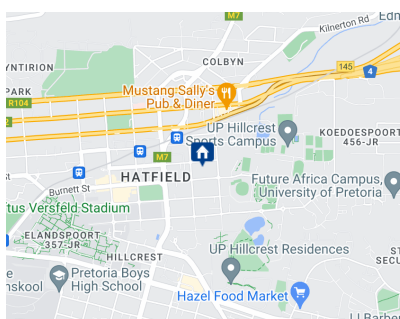 M7
Kilnerton Rd
Edm
COLBYN
YNTIRION
PARK
145
4
Mustang Sally's
Pub & Diner
R104
UP Hillcrest
Sports Campus
KOEDOESPOORT
456-JR
M7
HATFIELD
Burnett St
Future Africa Campus,
University of Pretoria
tus Versfeld Stadium
ELANDSPOORT
357-JR
HILLCREST
UP Hillcrest Residences
ST
SECU
e
nskool
Pretoria Boys
High School
Hazel Food Market